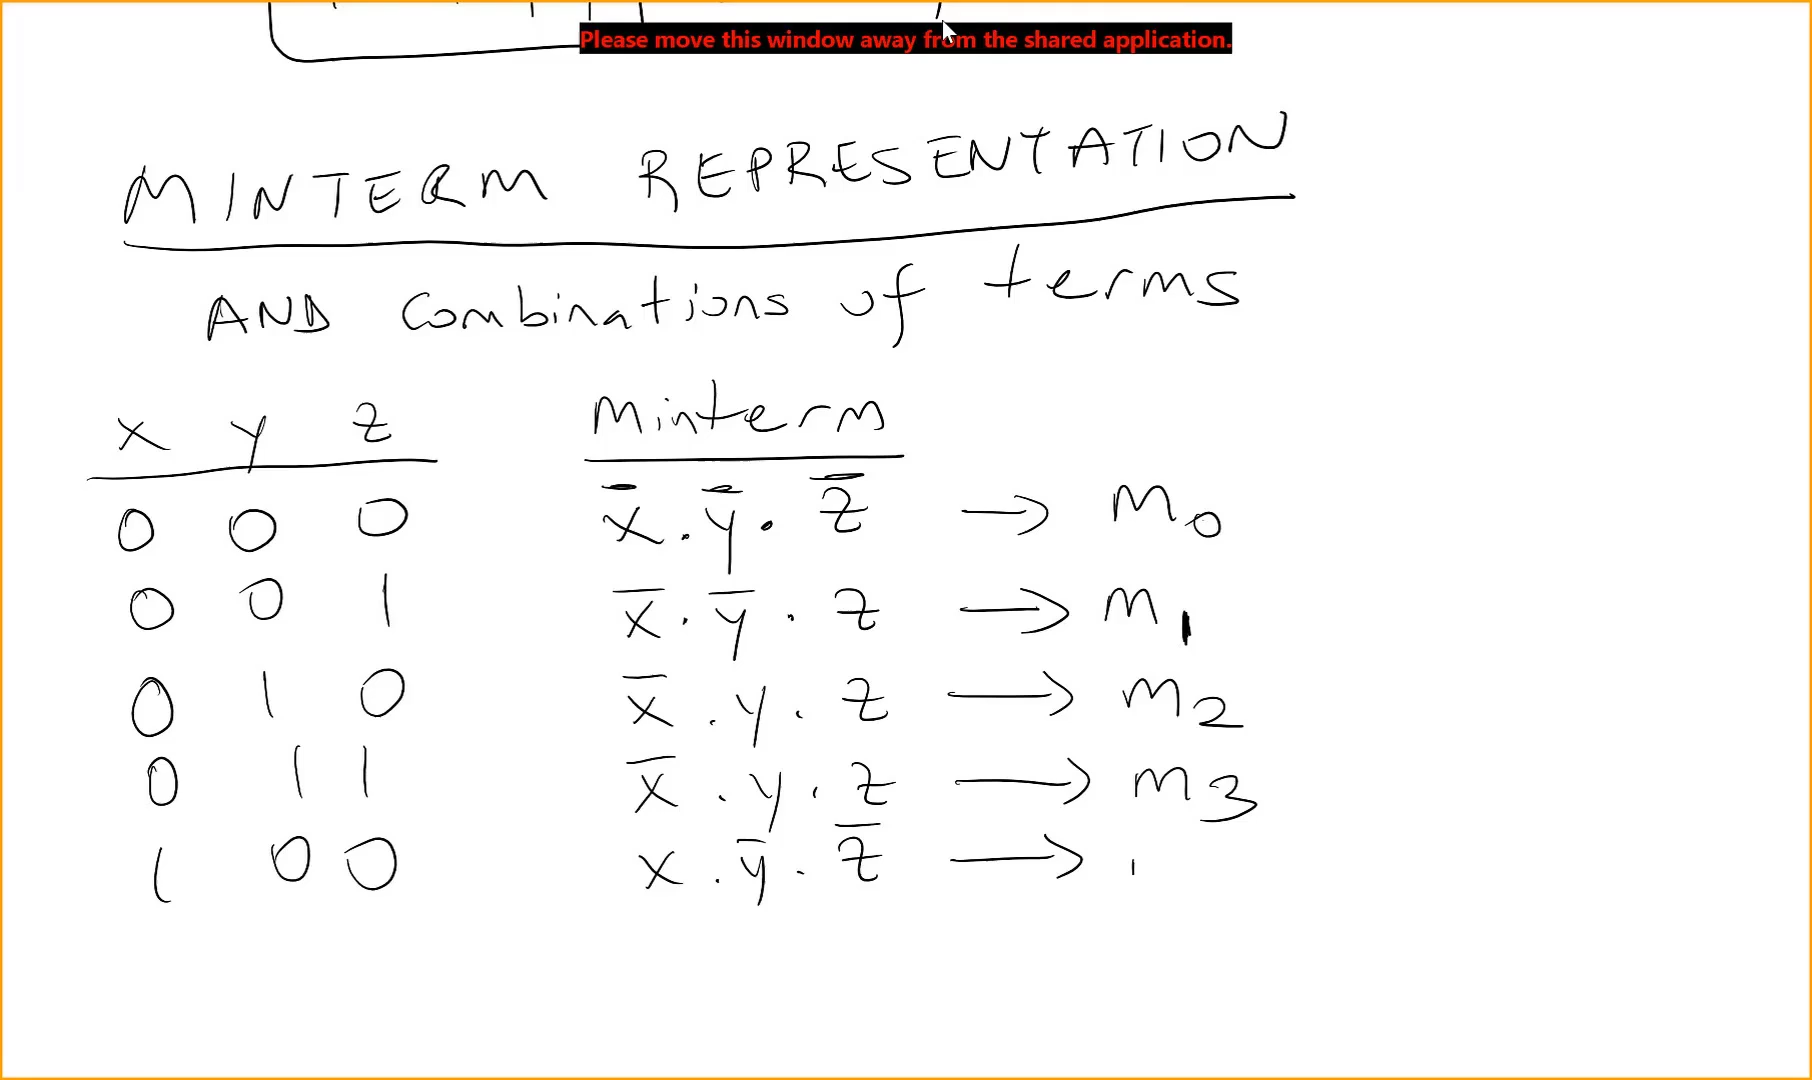 Please move this window away from the shared application.
MINTERM REPRESENTATION
AND Combinations of terms
x y z Minterm
0 0 0 x̅ . y̅ . z̅ → m0
0 0 1 x̅ . y̅ . z → m1
0 1 0 x̅ . y . z → m2
0 1 1 x̅ . y . z → m3
1 0 0 x . y̅ . z̅ →